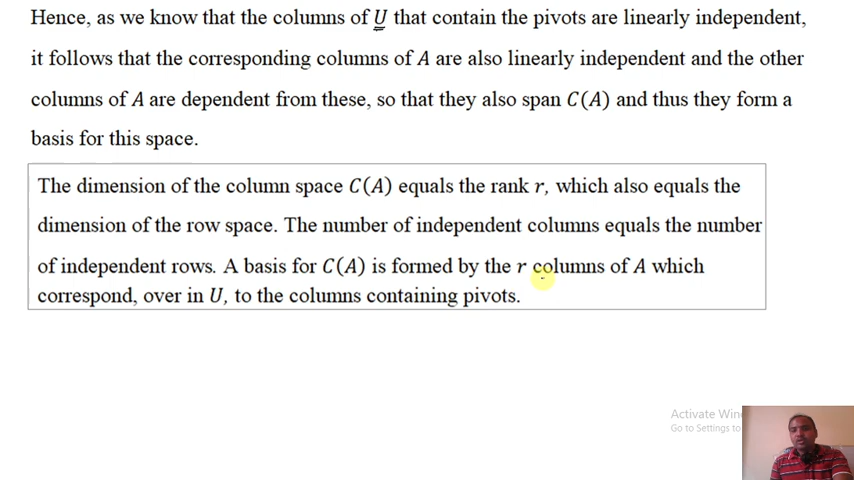 Hence, as we know that the columns of U that contain the pivots are linearly independent,
it follows that the corresponding columns of A are also linearly independent and the other
columns of A are dependent from these, so that they also span C(A) and thus they form a
basis for this space.
The dimension of the column space C(A) equals the rank r, which also equals the
dimension of the row space. The number of independent columns equals the number
of independent rows. A basis for C(A) is formed by the r columns of A which
correspond, over in U, to the columns containing pivots.
Activate
Go to Settings to